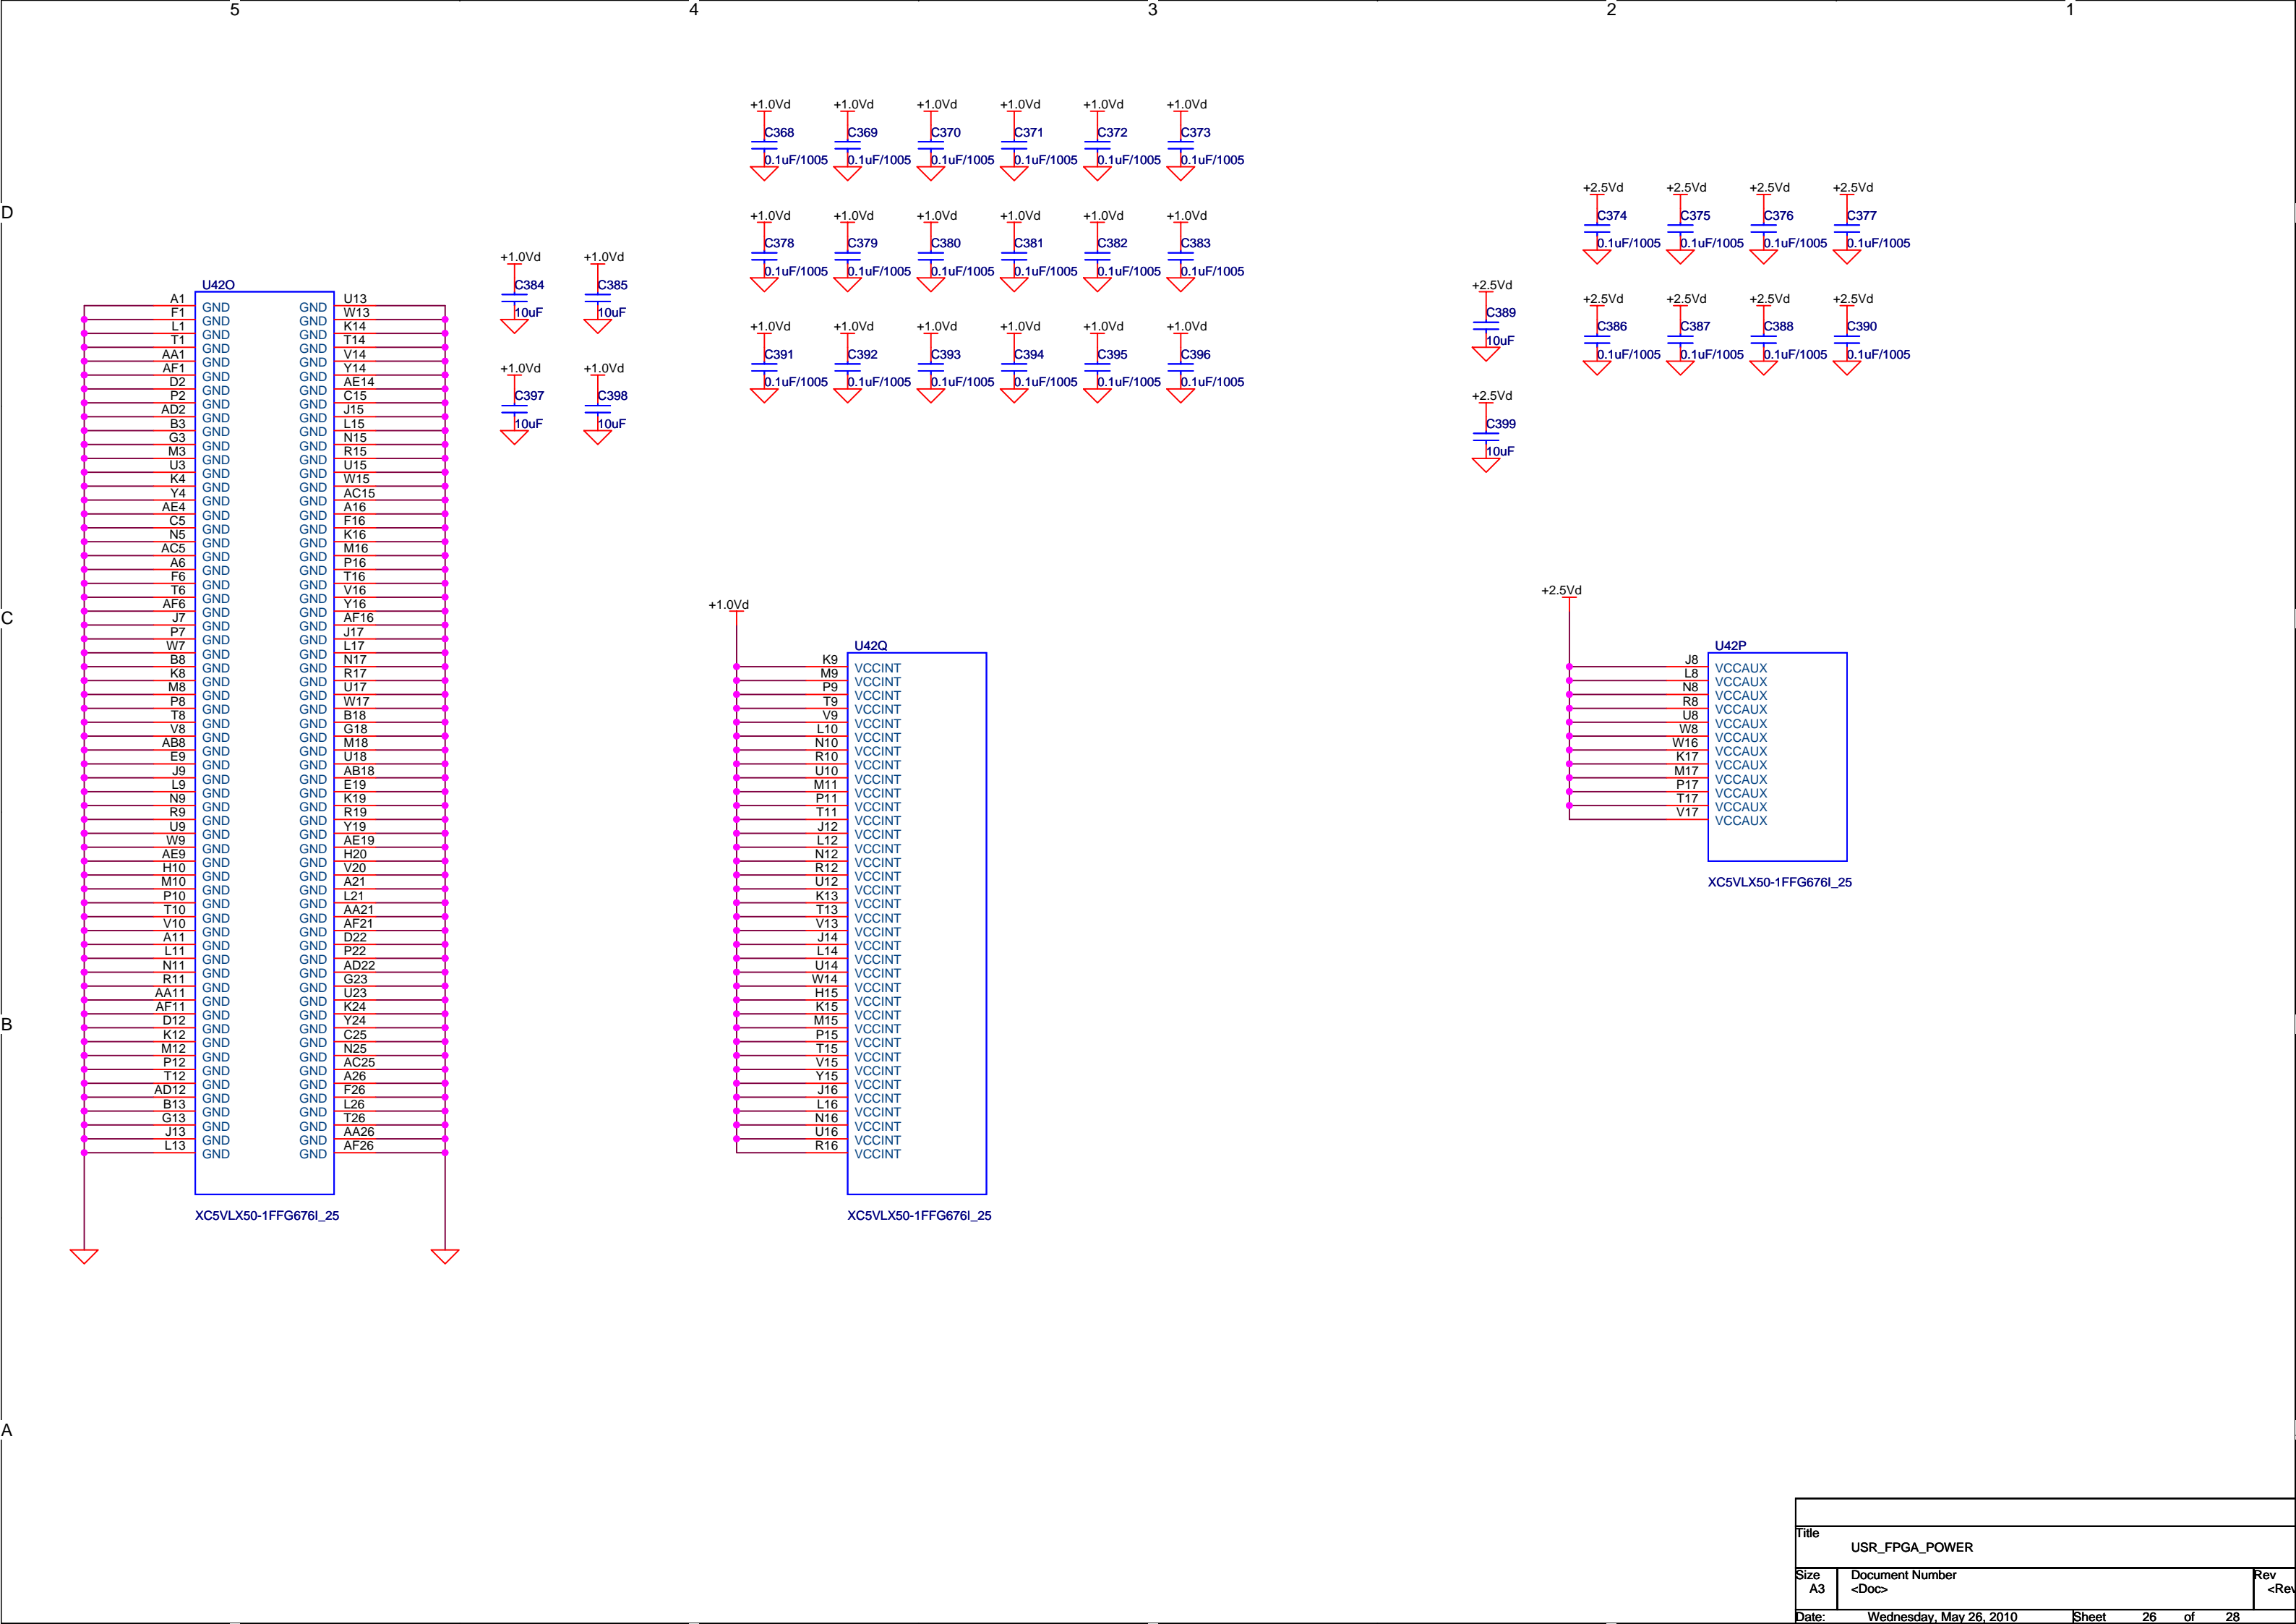 5 4 3 2 1
+1.0Vd +1.0Vd +1.0Vd +1.0Vd +1.0Vd +1.0Vd
C368 C369 C370 C371 C372 C373
0.1uF/1005 0.1uF/1005 0.1uF/1005 0.1uF/1005 0.1uF/1005 0.1uF/1005
+2.5Vd +2.5Vd +2.5Vd +2.5Vd
D
C374 C375 C376 C377
0.1uF/1005 0.1uF/1005 0.1uF/1005 0.1uF/1005
+1.0Vd +1.0Vd +1.0Vd +1.0Vd +1.0Vd +1.0Vd
C378 C379 C380 C381 C382 C383
0.1uF/1005 0.1uF/1005 0.1uF/1005 0.1uF/1005 0.1uF/1005 0.1uF/1005
+1.0Vd +1.0Vd
C384 C385
10uF 10uF
+2.5Vd
C389
10uF
+2.5Vd +2.5Vd +2.5Vd +2.5Vd
C386 C387 C388 C390
0.1uF/1005 0.1uF/1005 0.1uF/1005 0.1uF/1005
+1.0Vd +1.0Vd +1.0Vd +1.0Vd +1.0Vd +1.0Vd
C391 C392 C393 C394 C395 C396
0.1uF/1005 0.1uF/1005 0.1uF/1005 0.1uF/1005 0.1uF/1005 0.1uF/1005
+1.0Vd +1.0Vd
C397 C398
10uF 10uF
+2.5Vd
C399
10uF
U42O
A1 GND GND U13
F1 GND GND W13
L1 GND GND K14
T1 GND GND T14
AA1 GND GND V14
AF1 GND GND Y14
D2 GND GND AE14
P2 GND GND C15
AD2 GND GND J15
B3 GND GND L15
G3 GND GND N15
M3 GND GND R15
U3 GND GND U15
K4 GND GND W15
Y4 GND GND AC15
AE4 GND GND A16
C5 GND GND F16
N5 GND GND K16
AC5 GND GND M16
A6 GND GND P16
F6 GND GND T16
T6 GND GND V16
AF6 GND GND Y16
J7 GND GND AF16
P7 GND GND J17
W7 GND GND L17
B8 GND GND N17
K8 GND GND R17
M8 GND GND U17
P8 GND GND W17
T8 GND GND B18
V8 GND GND G18
AB8 GND GND M18
E9 GND GND U18
J9 GND GND AB18
L9 GND GND E19
N9 GND GND K19
R9 GND GND R19
U9 GND GND Y19
W9 GND GND AE19
AE9 GND GND H20
H10 GND GND V20
M10 GND GND A21
P10 GND GND L21
T10 GND GND AA21
V10 GND GND AF21
A11 GND GND D22
L11 GND GND P22
N11 GND GND AD22
R11 GND GND G23
AA11 GND GND U23
AF11 GND GND K24
D12 GND GND Y24
K12 GND GND C25
M12 GND GND N25
P12 GND GND AC25
T12 GND GND A26
AD12 GND GND F26
B13 GND GND L26
G13 GND GND T26
J13 GND GND AA26
L13 GND GND AF26
XC5VLX50-1FFG676I_25
C
+1.0Vd
U42Q
K9 VCCINT
M9 VCCINT
P9 VCCINT
T9 VCCINT
V9 VCCINT
L10 VCCINT
N10 VCCINT
R10 VCCINT
U10 VCCINT
M11 VCCINT
P11 VCCINT
T11 VCCINT
J12 VCCINT
L12 VCCINT
N12 VCCINT
R12 VCCINT
U12 VCCINT
K13 VCCINT
T13 VCCINT
V13 VCCINT
J14 VCCINT
L14 VCCINT
U14 VCCINT
W14 VCCINT
H15 VCCINT
K15 VCCINT
M15 VCCINT
P15 VCCINT
T15 VCCINT
V15 VCCINT
Y15 VCCINT
J16 VCCINT
L16 VCCINT
N16 VCCINT
U16 VCCINT
R16 VCCINT
XC5VLX50-1FFG676I_25
+2.5Vd
U42P
J8 VCCAUX
L8 VCCAUX
N8 VCCAUX
R8 VCCAUX
U8 VCCAUX
W8 VCCAUX
W16 VCCAUX
K17 VCCAUX
M17 VCCAUX
P17 VCCAUX
T17 VCCAUX
V17 VCCAUX
XC5VLX50-1FFG676I_25
B
A
Title
USR_FPGA_POWER
Size Document Number Rev
A3 <Doc> <Rev
Date: Wednesday, May 26, 2010 Sheet 26 of 28